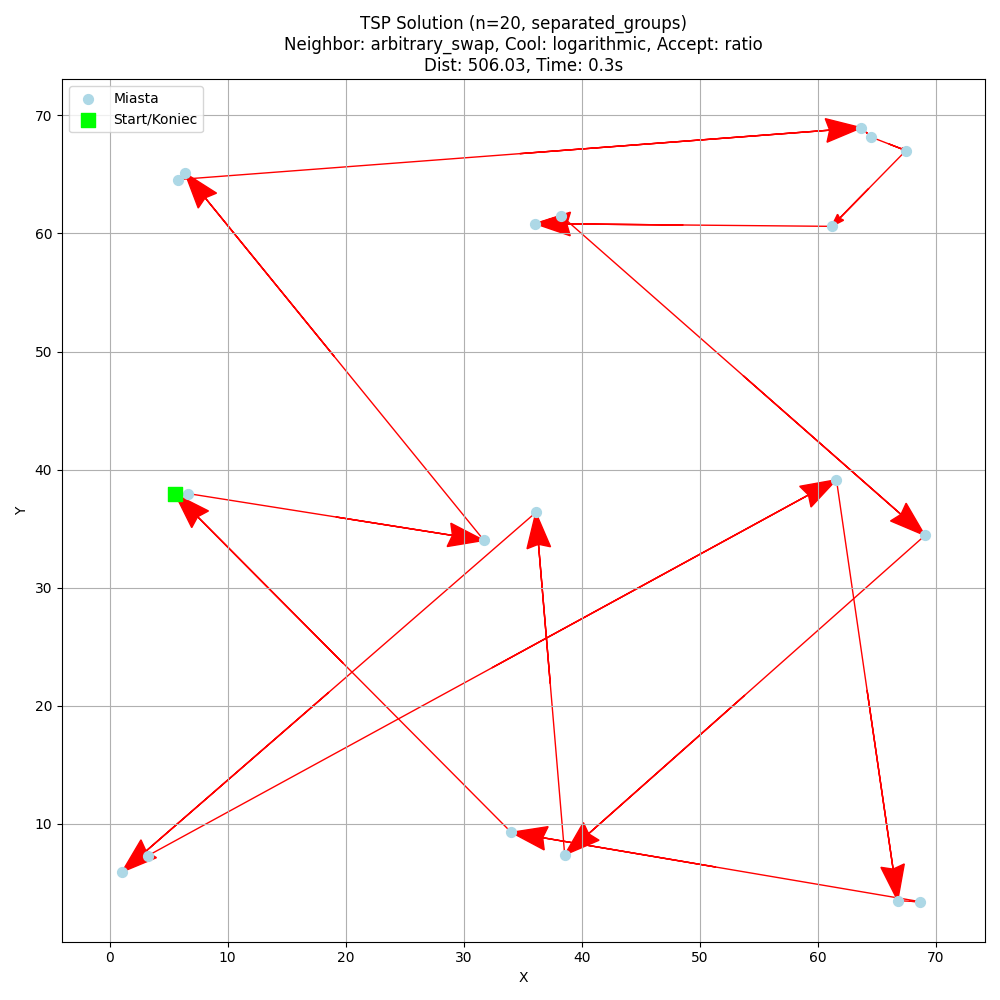 TSP Solution (n=20, separated_groups)
Neighbor: arbitrary_swap, Cool: logarithmic, Accept: ratio
Dist: 506.03, Time: 0.3s
Miasta
Start/Koniec
70
60
50
40
30
20
10
Y
0 10 20 30 40 50 60 70
X